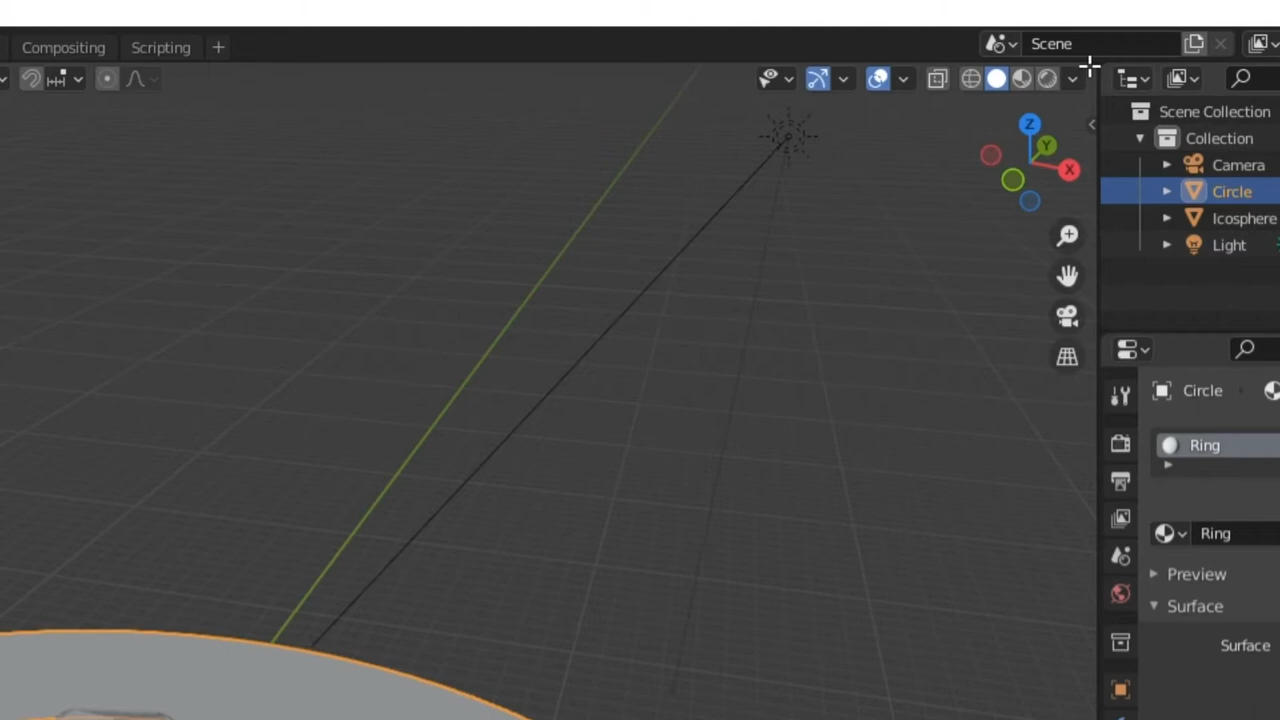 Compositing
Scripting
+
Scene
Z
Y
X
Scene Collection
Collection
Camera
Circle
Icosphere
Light
Circle
Ring
Ring
Preview
Surface
Surface